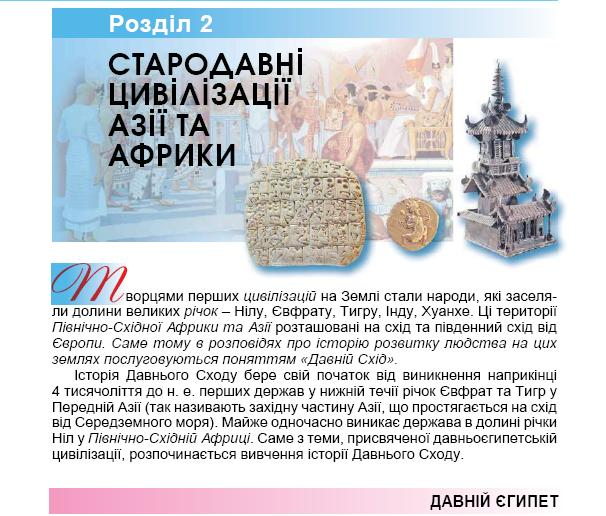 Розділ 2
СТАРОДАВНІ
ЦИВІЛІЗАЦІЇ
АЗІЇ ТА
АФРИКИ
Творцями перших цивілізацій на Землі стали народи, які заселя-
ли долини великих річок – Нілу, Євфрату, Тигру, Інду, Хуанхе. Ці території
Північно-Східної Африки та Азії розташовані на схід та південний схід від
Європи. Саме тому в розповідях про історію розвитку людства на цих
землях послуговуються поняттям «Давній Схід».
Історія Давнього Сходу бере свій початок від виникнення наприкінці
4 тисячоліття до н. е. перших держав у нижній течії річок Євфрат та Тигр у
Передній Азії (так називають західну частину Азії, що простягається на схід
від Середземного моря). Майже одночасно виникає держава в долині річки
Ніл у Північно-Східній Африці. Саме з теми, присвяченої давньоєгипетській
цивілізації, розпочинається вивчення історії Давнього Сходу.
ДАВНІЙ ЄГИПЕТ